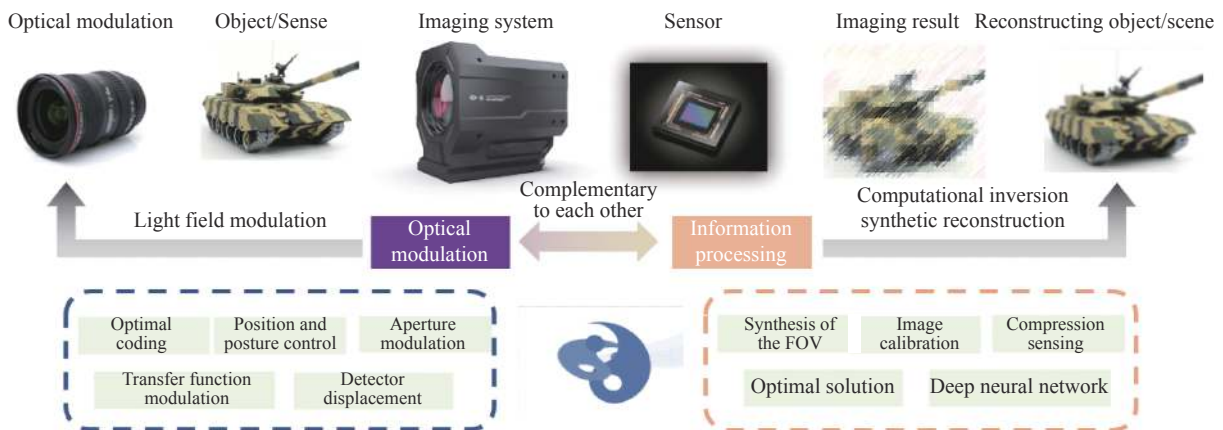 Optical modulation
Object/Sense
Imaging system
Sensor
Imaging result
Reconstructing object/scene
Light field modulation
Complementary
to each other
Computational inversion
synthetic reconstruction
Optical
modulation
Information
processing
Optimal
coding
Position and
posture control
Aperture
modulation
Transfer function
modulation
Detector
displacement
Synthesis of
the FOV
Image
calibration
Compression
sensing
Optimal solution
Deep neural network